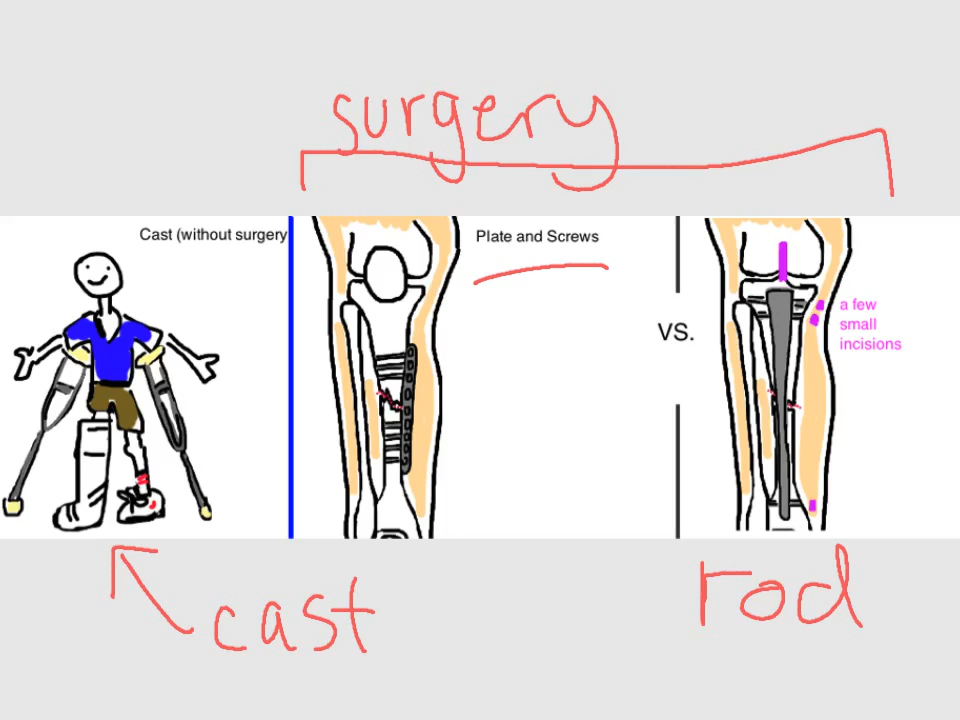 surgery
Cast (without surgery
Plate and Screws
VS.
a few
small
incisions
cast
rod